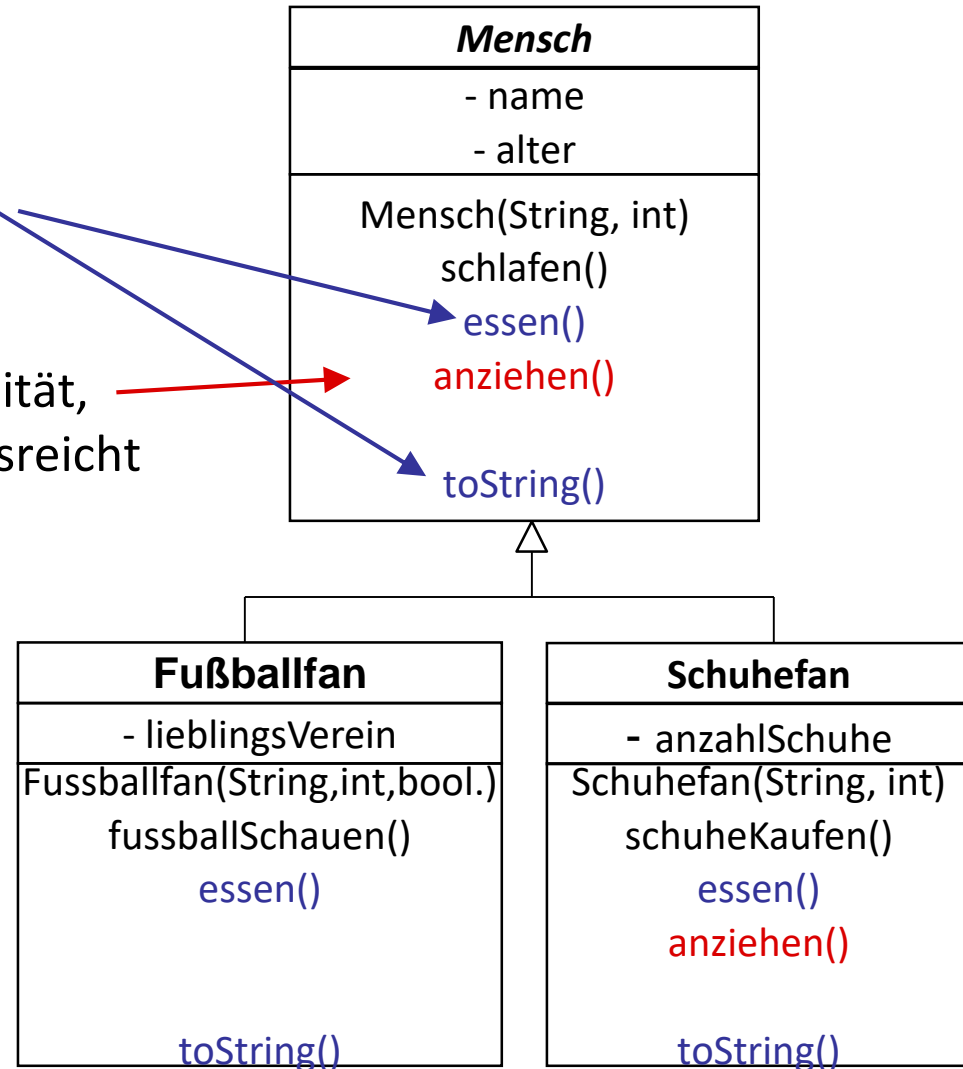 Mensch
- name
- alter
Mensch(String, int)
schlafen()
essen()
anziehen()
toString()
ität,
sreicht
Fußballfan
- lieblingsVerein
Fussballfan(String,int,bool.)
fussballSchauen()
essen()
toString()
Schuhefan
- anzahlSchuhe
Schuhefan(String, int)
schuheKaufen()
essen()
anziehen()
toString()